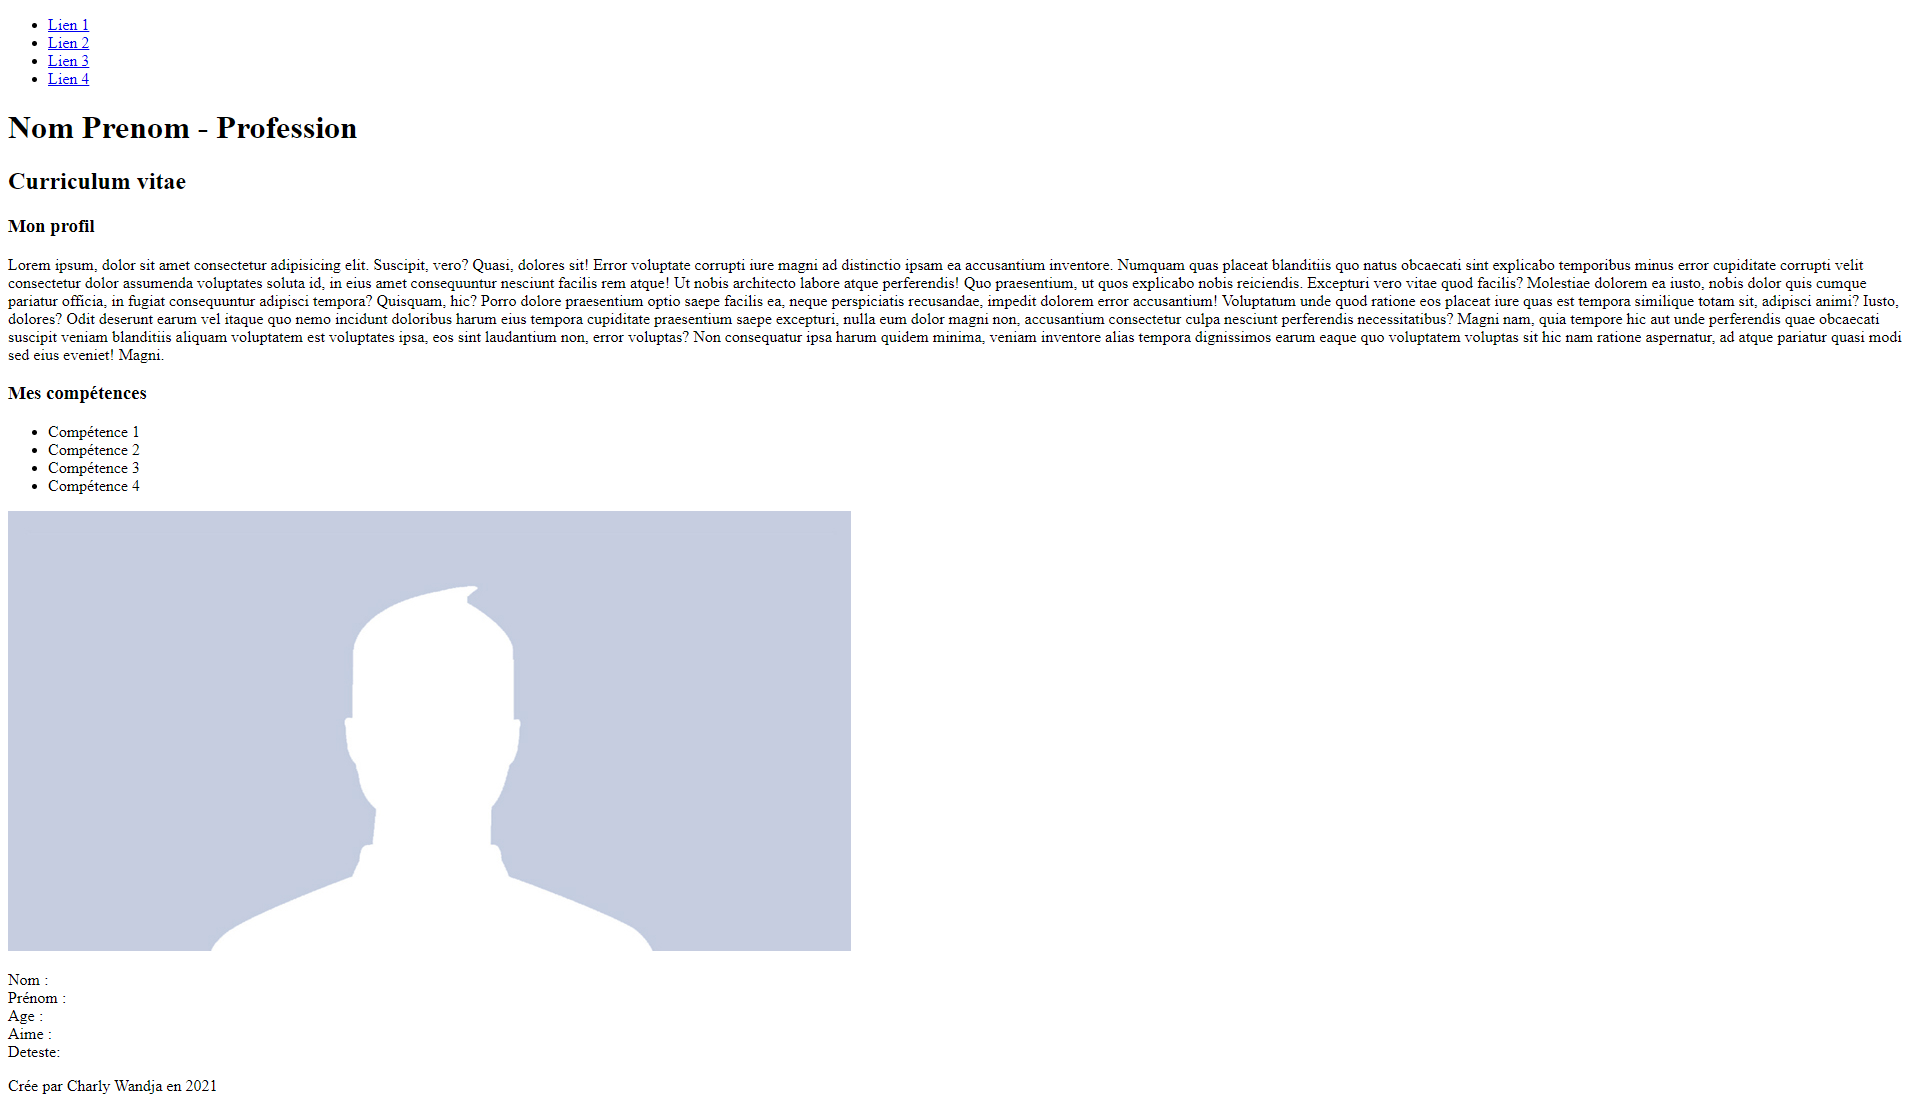 Lien 1
Lien 2
Lien 3
Lien 4
Nom Prenom - Profession
Curriculum vitae
Mon profil
Lorem ipsum, dolor sit amet consectetur adipisicing elit. Suscipit, vero? Quasi, dolores sit! Error voluptate corrupti iure magni ad distinctio ipsam ea accusantium inventore. Numquam quas placeat blanditiis quo natus obcaecati sint explicabo temporibus minus error cupiditate corrupti velit
consectetur dolor assumenda voluptates soluta id, in eius amet consequuntur nesciunt facilis rem atque! Ut nobis architecto labore atque perferendis! Quo praesentium, ut quos explicabo nobis reiciendis. Excepturi vero vitae quod facilis? Molestiae dolorem ea iusto, nobis dolor quis cumque
pariatur officia, in fugiat consequuntur adipisci tempora? Quisquam, hic? Porro dolore praesentium optio saepe facilis ea, neque perspiciatis recusandae, impedit dolorem error accusantium! Voluptatum unde quod ratione eos placeat iure quas est tempora similique totam sit, adipisci animi? Iusto,
dolores? Odit deserunt earum vel itaque quo nemo incidunt doloribus harum eius tempora cupiditate praesentium saepe excepturi, nulla eum dolor magni non, accusantium consectetur culpa nesciunt perferendis necessitatibus? Magni nam, quia tempore hic aut unde perferendis quae obcaecati
suscipit veniam blanditiis aliquam voluptatem est voluptates ipsa, eos sint laudantium non, error voluptas? Non consequatur ipsa harum quidem minima, veniam inventore alias tempora dignissimos earum eaque quo voluptatem voluptas sit hic nam ratione aspernatur, ad atque pariatur quasi modi
sed eius eveniet! Magni.
Mes compétences
Compétence 1
Compétence 2
Compétence 3
Compétence 4
Nom :
Prénom :
Age :
Aime :
Deteste:
Crée par Charly Wandja en 2021